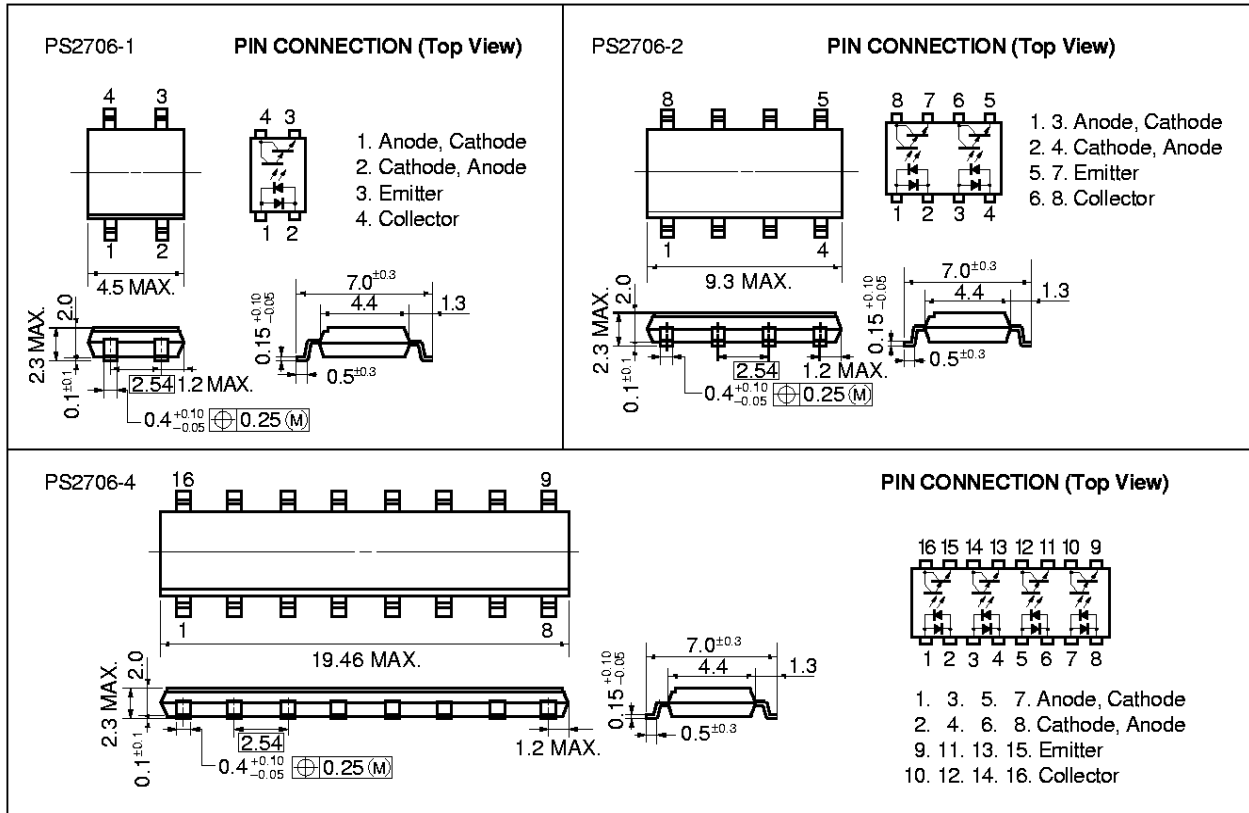 PS2706-1
PIN CONNECTION (Top View)
4 3
4 3
1. Anode, Cathode
2. Cathode, Anode
3. Emitter
4. Collector
1 2
1 2
4.5 MAX.
7.0±0.3
4.4
1.3
2.0
2.3 MAX.
0.15 +0.10 −0.05
0.1±0.1
2.54
1.2 MAX.
0.5±0.3
0.4 +0.10 −0.05 ⌖ 0.25 Ⓜ
PS2706-2
PIN CONNECTION (Top View)
8 5
8 7 6 5
1. 3. Anode, Cathode
2. 4. Cathode, Anode
5. 7. Emitter
6. 8. Collector
1 4
1 2 3 4
9.3 MAX.
7.0±0.3
4.4
1.3
2.0
2.3 MAX.
0.15 +0.10 −0.05
0.1±0.1
2.54
1.2 MAX.
0.5±0.3
0.4 +0.10 −0.05 ⌖ 0.25 Ⓜ
PS2706-4
16 9
PIN CONNECTION (Top View)
16 15 14 13 12 11 10 9
1 8
1 2 3 4 5 6 7 8
19.46 MAX.
7.0±0.3
4.4
1.3
2.0
2.3 MAX.
0.15 +0.10 −0.05
0.1±0.1
2.54
1.2 MAX.
0.5±0.3
0.4 +0.10 −0.05 ⌖ 0.25 Ⓜ
1. 3. 5. 7. Anode, Cathode
2. 4. 6. 8. Cathode, Anode
9. 11. 13. 15. Emitter
10. 12. 14. 16. Collector